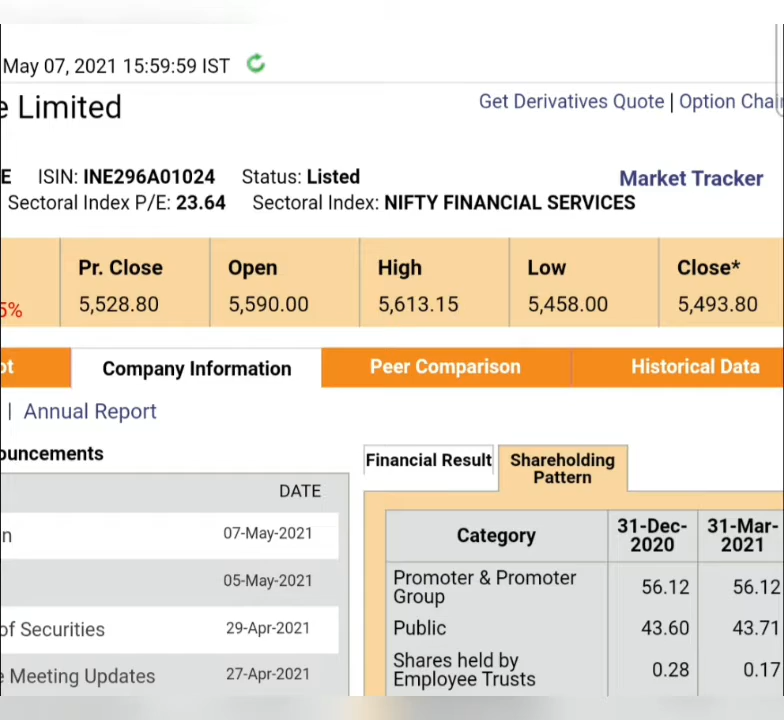 May 07, 2021 15:59:59 IST
e Limited
Get Derivatives Quote | Option Chain
E ISIN: INE296A01024 Status: Listed
Market Tracker
Sectoral Index P/E: 23.64 Sectoral Index: NIFTY FINANCIAL SERVICES
Pr. Close Open High Low Close*
5% 5,528.80 5,590.00 5,613.15 5,458.00 5,493.80
ot Company Information Peer Comparison Historical Data
| Annual Report
ouncements
Financial Result Shareholding
Pattern
DATE
Category 31-Dec- 31-Mar-
2020 2021
n 07-May-2021
05-May-2021
Promoter & Promoter
Group 56.12 56.12
of Securities 29-Apr-2021
Public 43.60 43.71
e Meeting Updates 27-Apr-2021
Shares held by
Employee Trusts 0.28 0.17